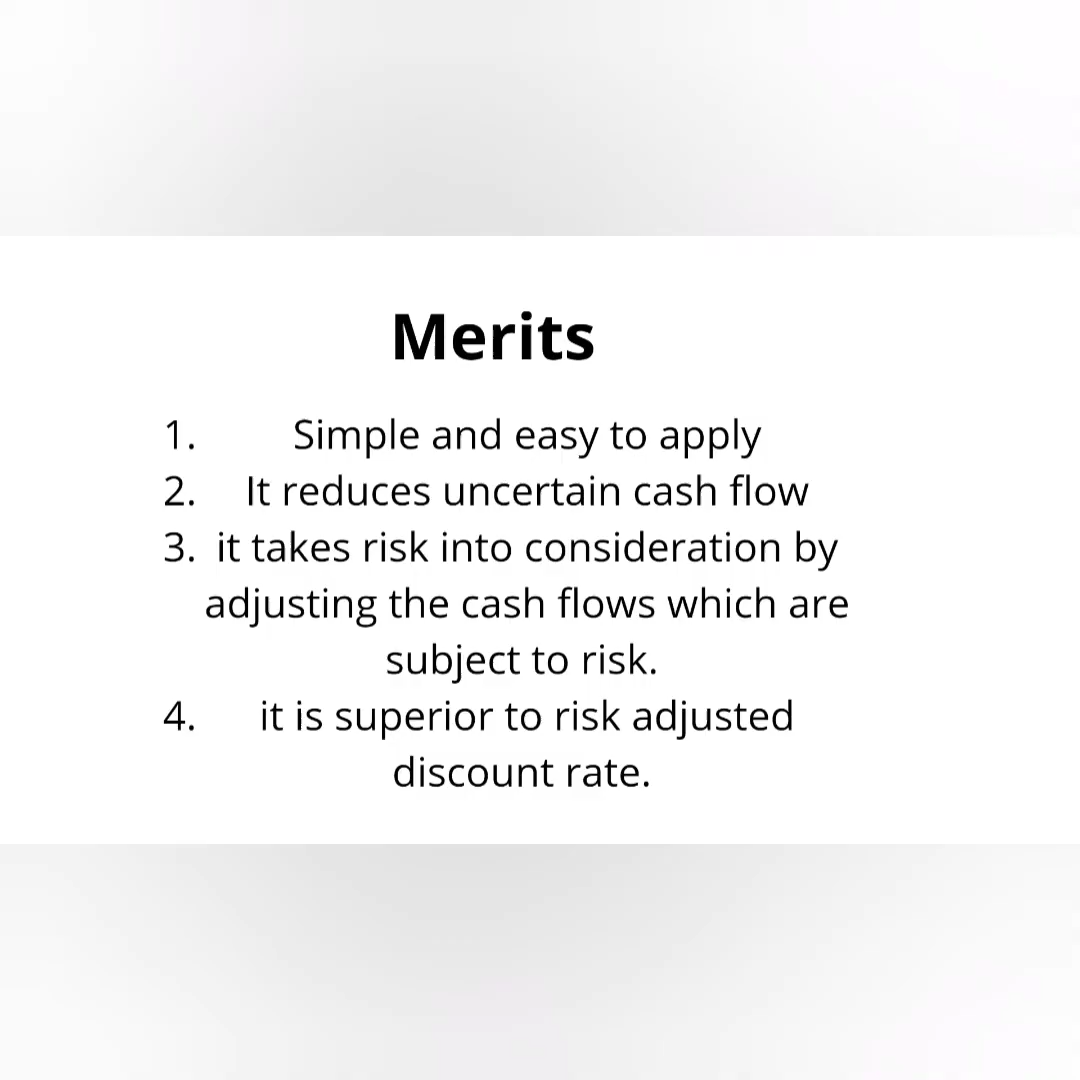 Merits
1. Simple and easy to apply
2. It reduces uncertain cash flow
3. it takes risk into consideration by
adjusting the cash flows which are
subject to risk.
4. it is superior to risk adjusted
discount rate.